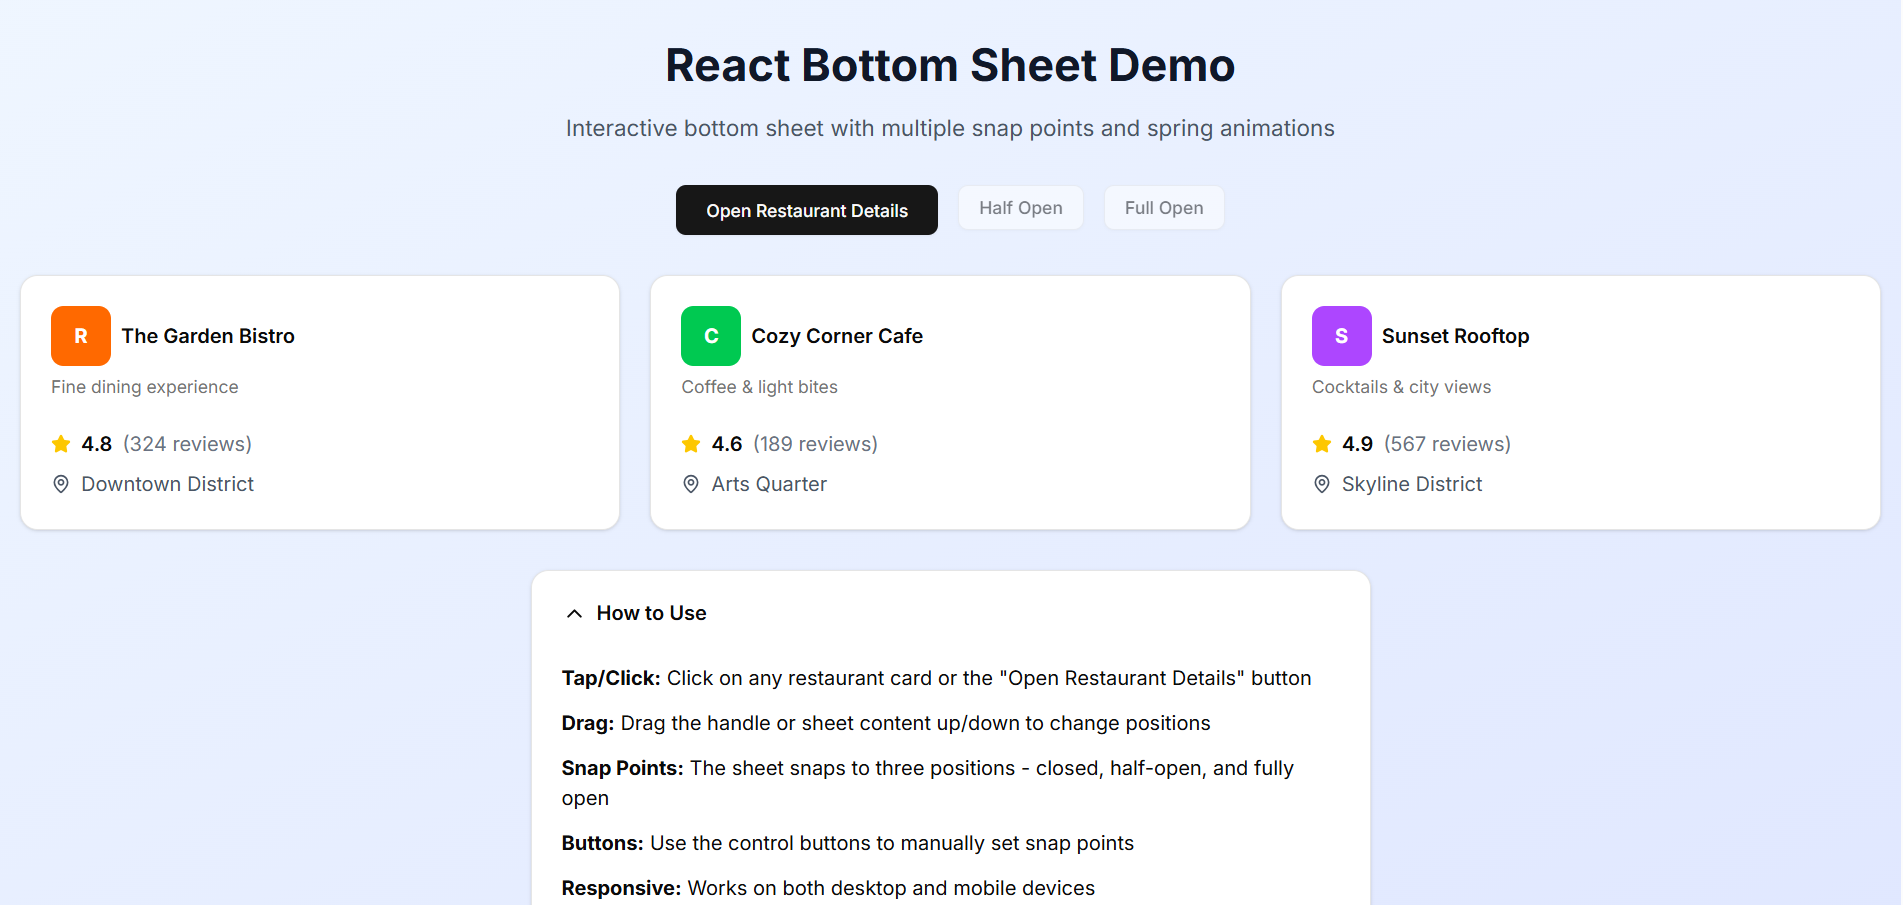 React Bottom Sheet Demo
Interactive bottom sheet with multiple snap points and spring animations
Open Restaurant Details
Half Open
Full Open
R
The Garden Bistro
Fine dining experience
4.8 (324 reviews)
Downtown District
C
Cozy Corner Cafe
Coffee & light bites
4.6 (189 reviews)
Arts Quarter
S
Sunset Rooftop
Cocktails & city views
4.9 (567 reviews)
Skyline District
How to Use
Tap/Click: Click on any restaurant card or the "Open Restaurant Details" button
Drag: Drag the handle or sheet content up/down to change positions
Snap Points: The sheet snaps to three positions - closed, half-open, and fully
open
Buttons: Use the control buttons to manually set snap points
Responsive: Works on both desktop and mobile devices